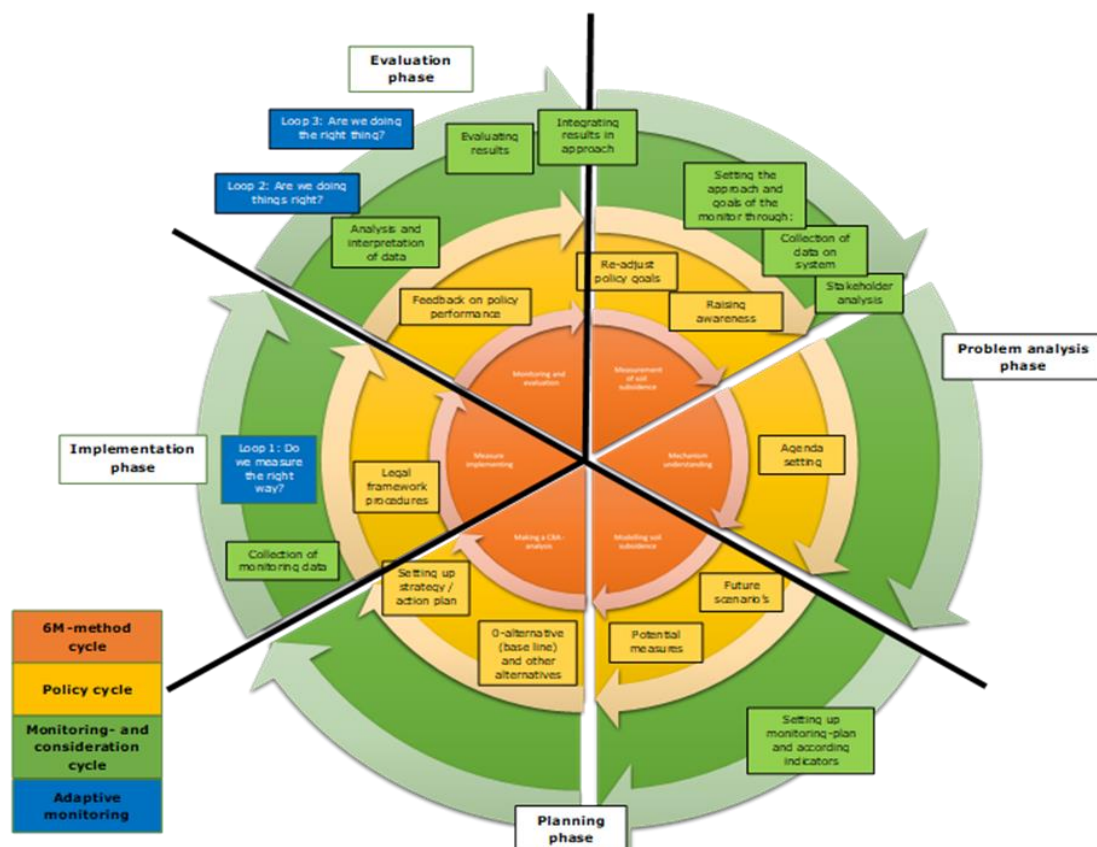 Evaluation
phase
Loop 3: Are we doing
the right thing?
Evaluating
results
Integrating
results in
approach
Loop 2: Are we doing
things right?
Analysis and
interpretation
of data
Setting the
approach and
goals of the
monitor through:
Collection of
data on
system
Stakeholder
analysis
Re-adjust
policy goals
Raising
awareness
Feedback on policy
performance
Problem analysis
phase
Monitoring and
evaluation
Measurement
of soil
subsidence
Implementation
phase
Loop 1: Do
we measure
the right
way?
Legal
framework
procedures
Measure
implementing
Mechanism
understanding
Agenda
setting
Making a CBA -
analysis
Modelling soil
subsidence
Collection of
monitoring data
Setting up
strategy /
action plan
Future
scenario's
0-alternative
(base line)
and other
alternatives
Potential
measures
Setting up
monitoring-plan
and according
indicators
Planning
phase
6M-method
cycle
Policy cycle
Monitoring- and
consideration
cycle
Adaptive
monitoring